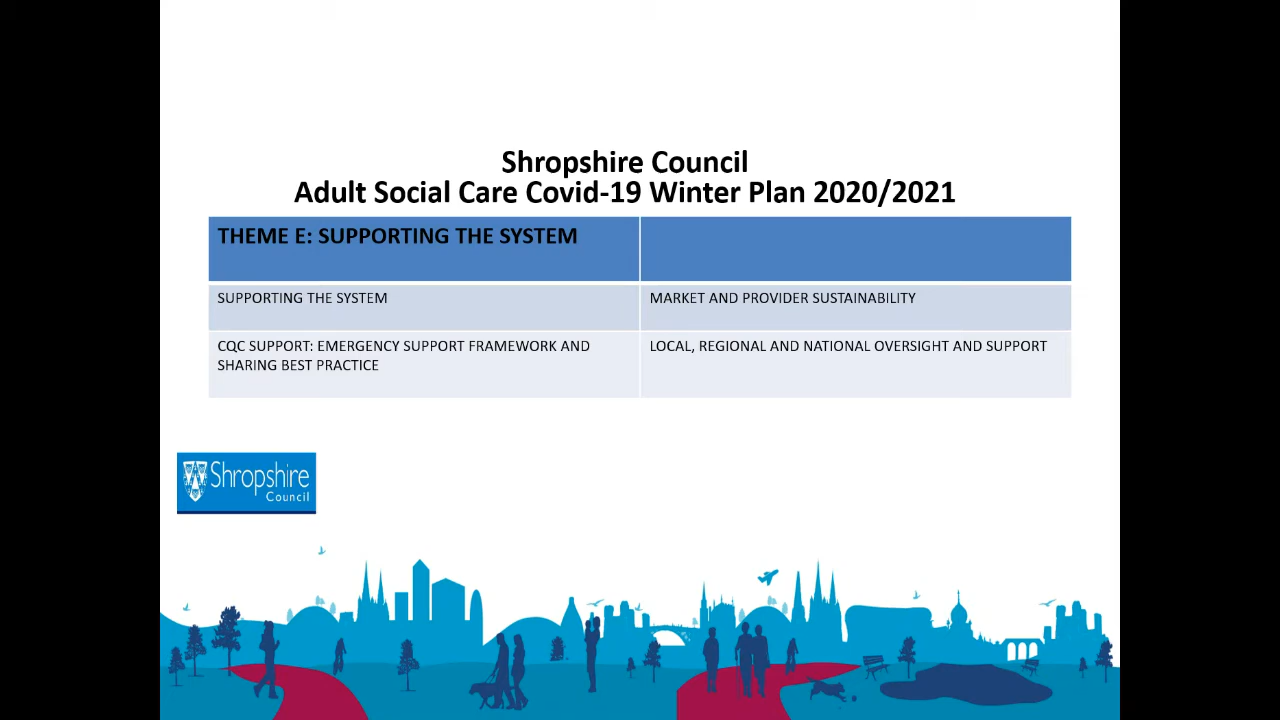 Shropshire Council
Adult Social Care Covid-19 Winter Plan 2020/2021
THEME E: SUPPORTING THE SYSTEM
SUPPORTING THE SYSTEM
MARKET AND PROVIDER SUSTAINABILITY
CQC SUPPORT: EMERGENCY SUPPORT FRAMEWORK AND
SHARING BEST PRACTICE
LOCAL, REGIONAL AND NATIONAL OVERSIGHT AND SUPPORT
Shropshire
Council